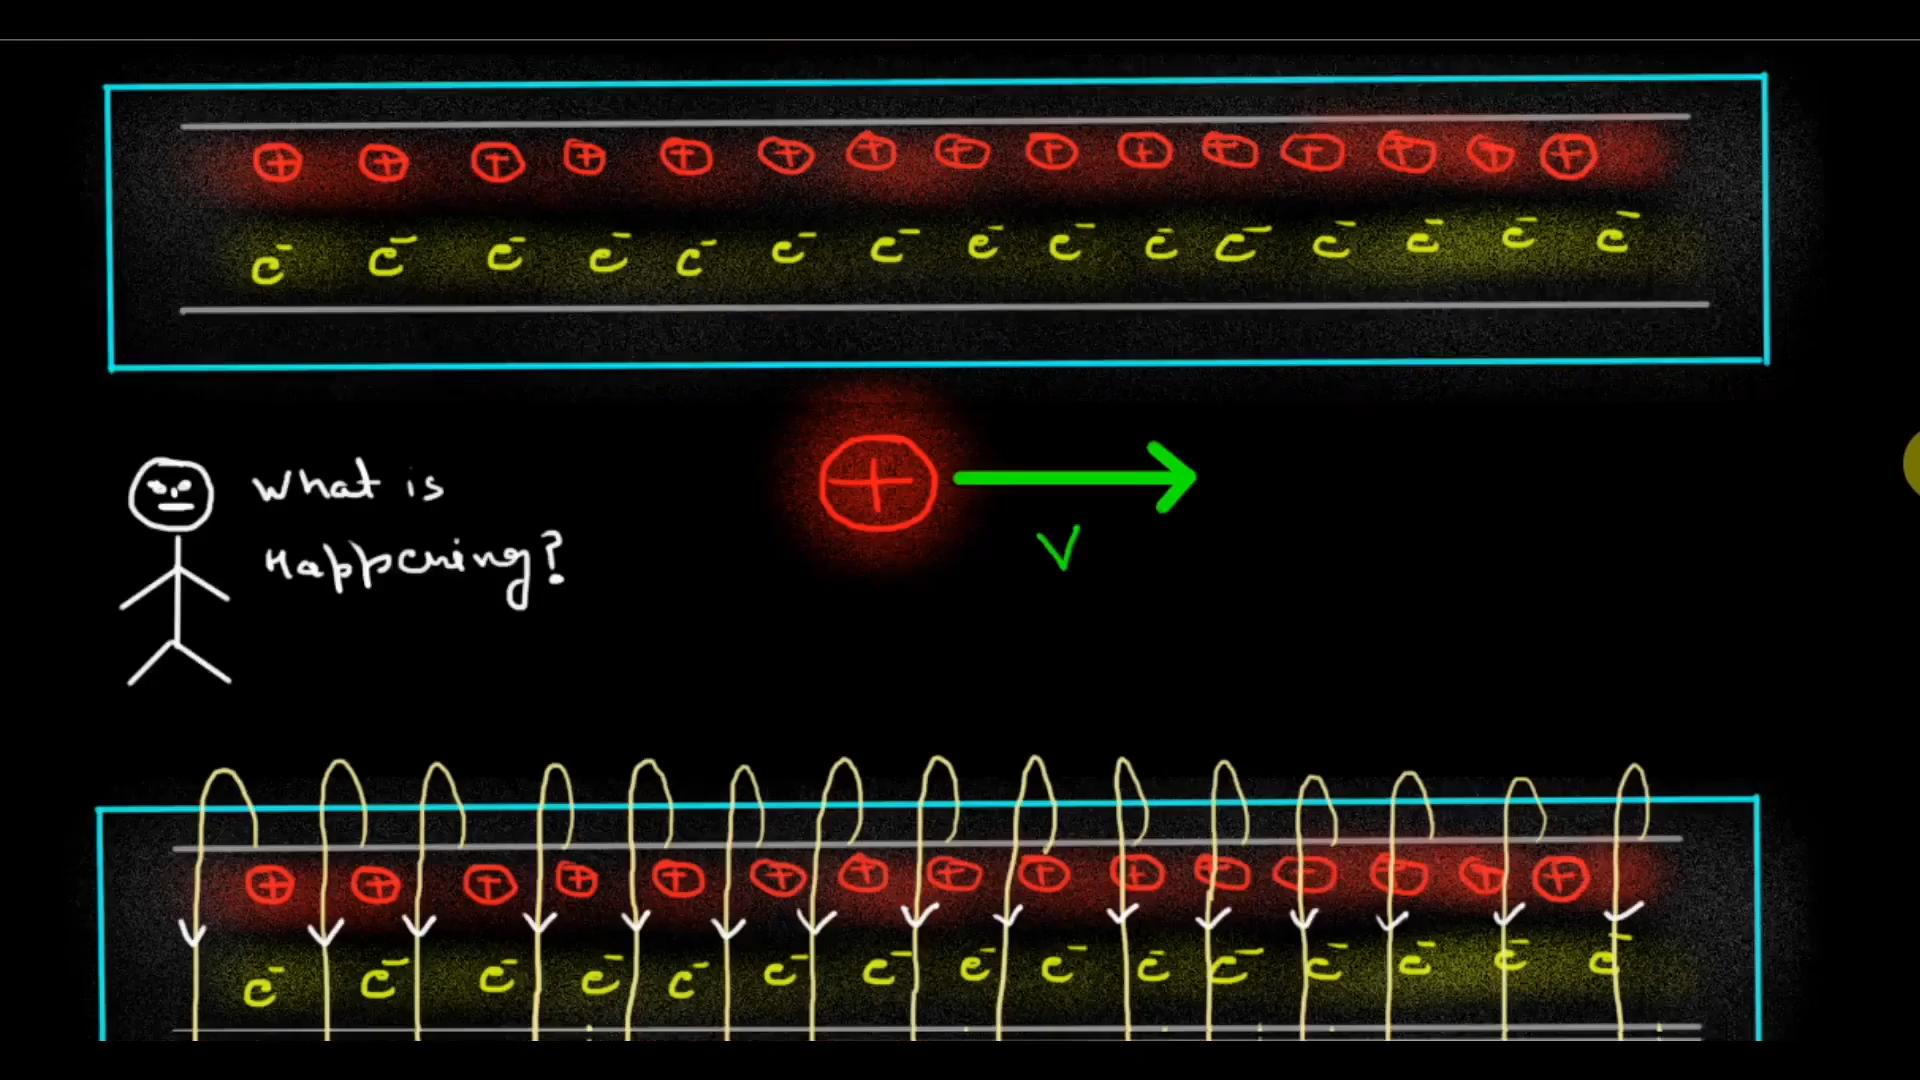 ⊕ ⊕ ⊕ ⊕ ⊕ ⊕ ⊕ ⊕ ⊕ ⊕ ⊕ ⊕ ⊕ ⊕ ⊕
e⁻ e⁻ e⁻ e⁻ e⁻ e⁻ e⁻ e⁻ e⁻ e⁻ e⁻ e⁻ e⁻ e⁻ e⁻
What is
Happening?
⊕
V
⊕ ⊕ ⊕ ⊕ ⊕ ⊕ ⊕ ⊕ ⊕ ⊕ ⊕ ⊕ ⊕ ⊕ ⊕
e⁻ e⁻ e⁻ e⁻ e⁻ e⁻ e⁻ e⁻ e⁻ e⁻ e⁻ e⁻ e⁻ e⁻ e⁻